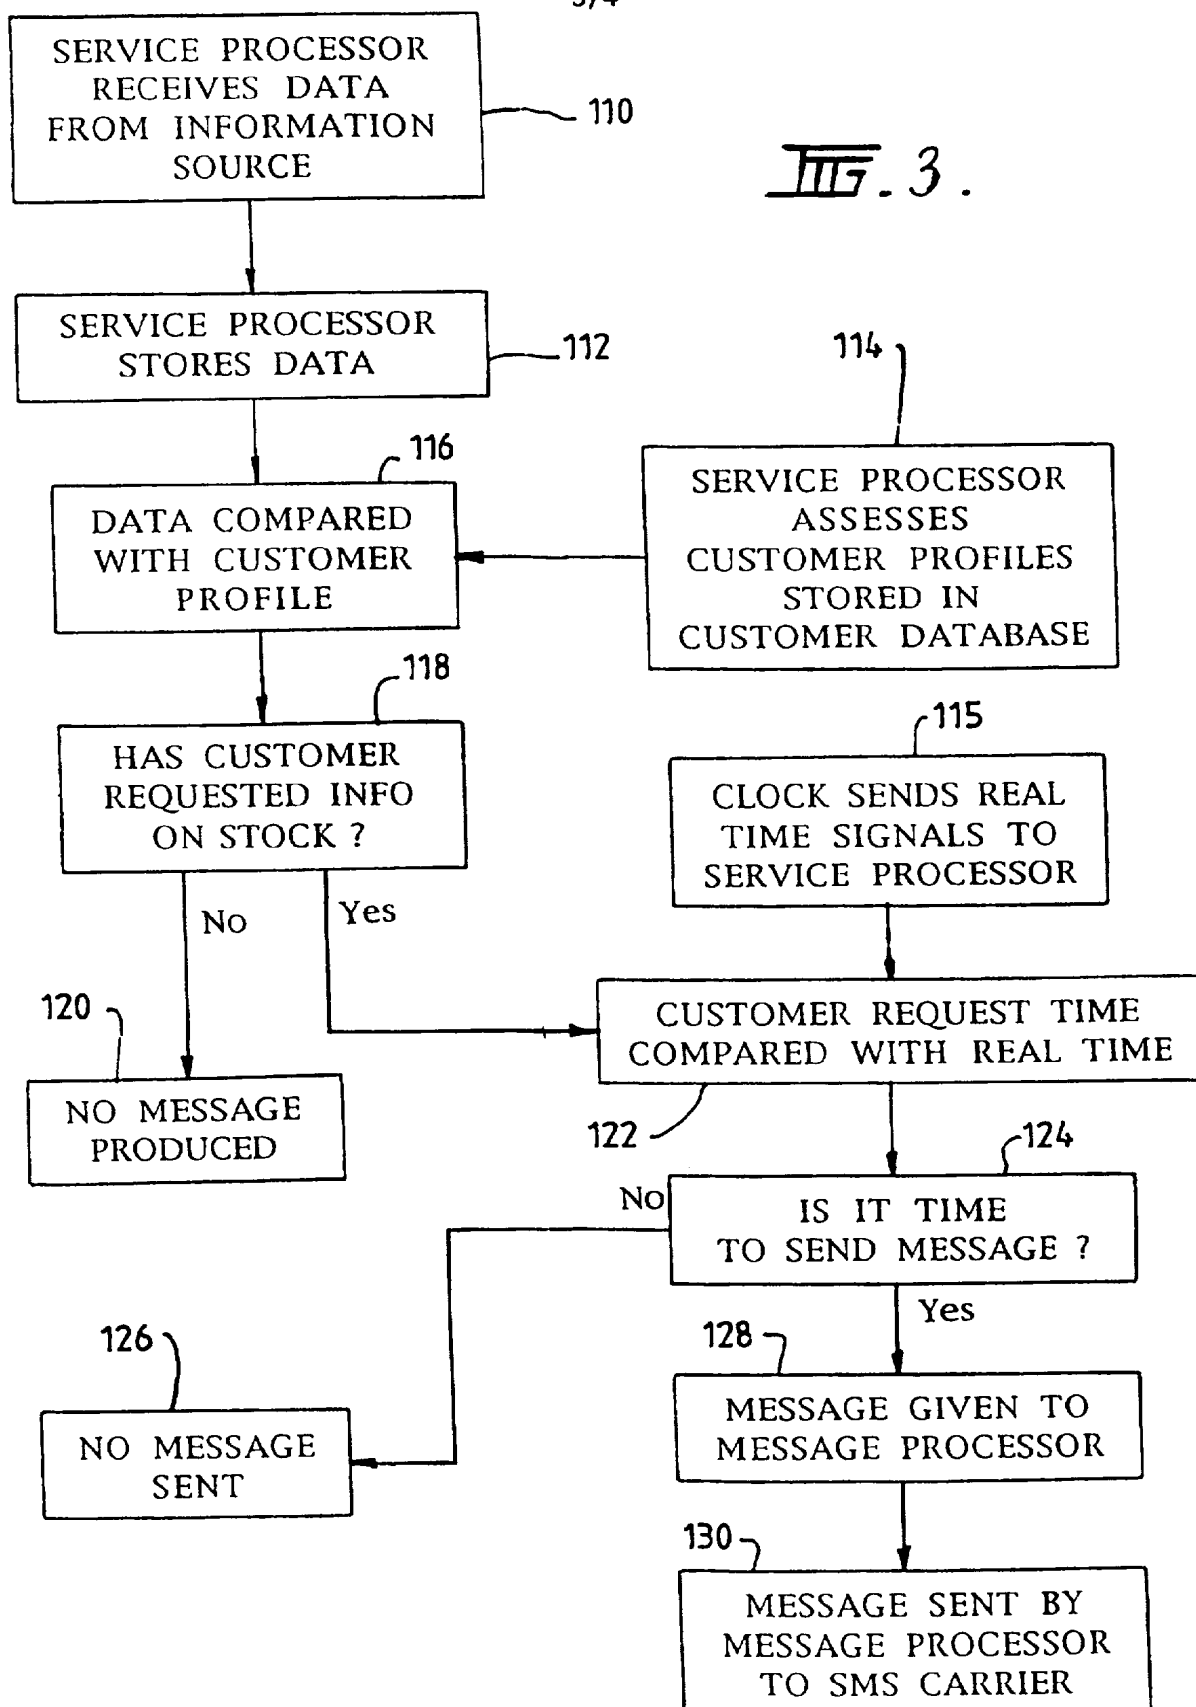 3/4
SERVICE PROCESSOR
RECEIVES DATA
FROM INFORMATION
SOURCE
110
FIG. 3.
SERVICE PROCESSOR
STORES DATA
112
114
116
DATA COMPARED
WITH CUSTOMER
PROFILE
SERVICE PROCESSOR
ASSESSES
CUSTOMER PROFILES
STORED IN
CUSTOMER DATABASE
118
HAS CUSTOMER
REQUESTED INFO
ON STOCK ?
115
CLOCK SENDS REAL
TIME SIGNALS TO
SERVICE PROCESSOR
No
Yes
120
NO MESSAGE
PRODUCED
CUSTOMER REQUEST TIME
COMPARED WITH REAL TIME
122
124
No
IS IT TIME
TO SEND MESSAGE ?
Yes
126
NO MESSAGE
SENT
128
MESSAGE GIVEN TO
MESSAGE PROCESSOR
130
MESSAGE SENT BY
MESSAGE PROCESSOR
TO SMS CARRIER